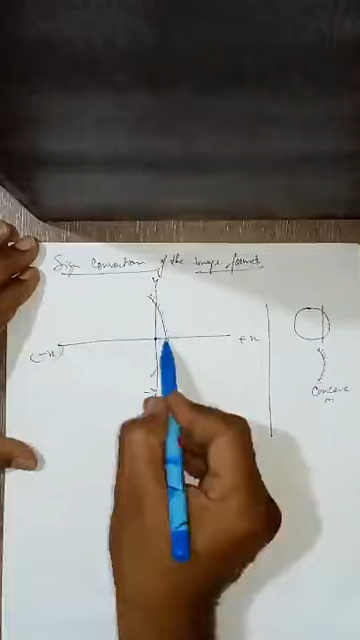 Sign convention of the image formed
y
(-x)
+x
-y
Concave
m